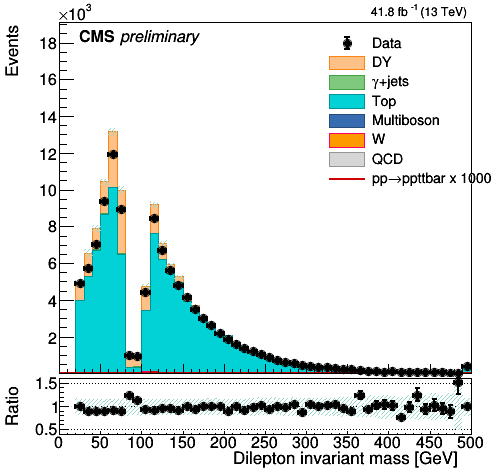 ×10³
41.8 fb⁻¹ (13 TeV)
CMS preliminary
Events
18
16
14
12
10
8
6
4
2
Data
DY
γ+jets
Top
Multiboson
W
QCD
pp→ppttbar x 1000
Ratio
1.5
1
0.5
0 50 100 150 200 250 300 350 400 450 500
Dilepton invariant mass [GeV]